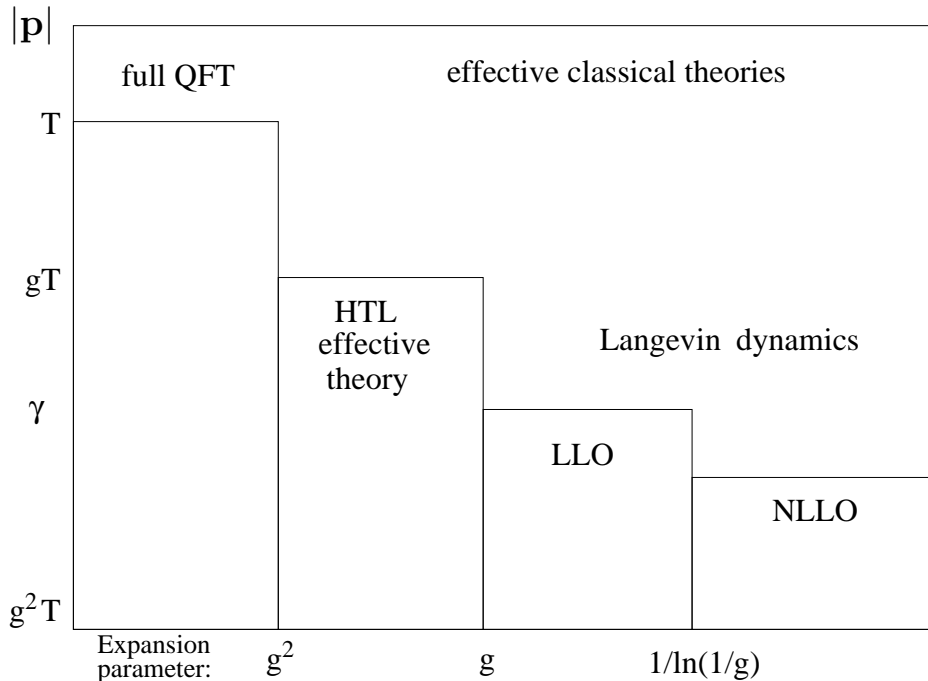 |p|
full QFT
effective classical theories
T
gT
HTL
effective
theory
Langevin dynamics
γ
LLO
NLLO
g²T
Expansion
parameter:
g²
g
1/ln(1/g)